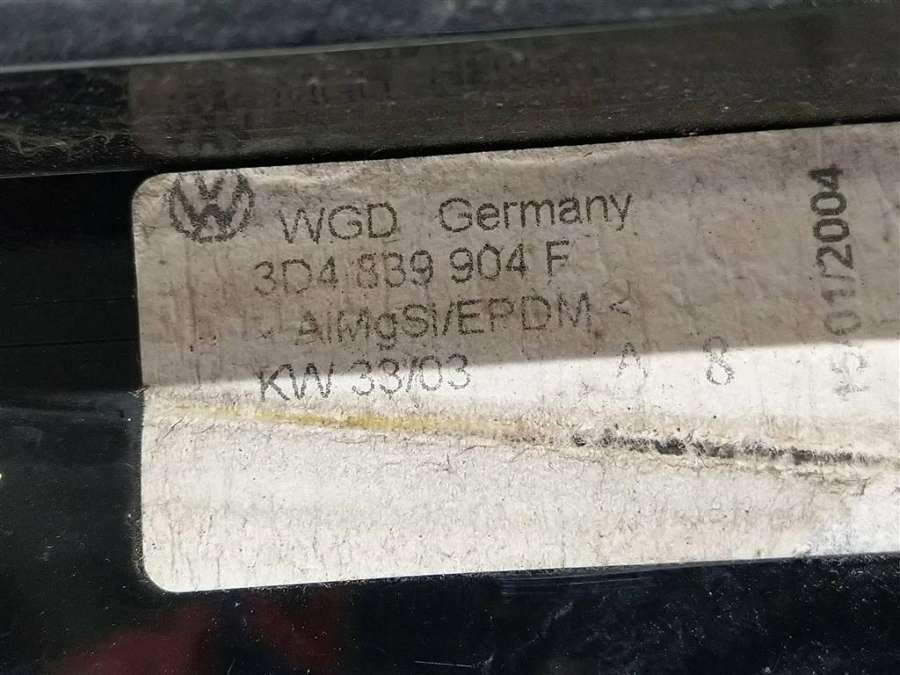 WGD Germany
3D4 839 904 F
AlMgSi/EPDM <
KW 33/03 A 8
01/2004